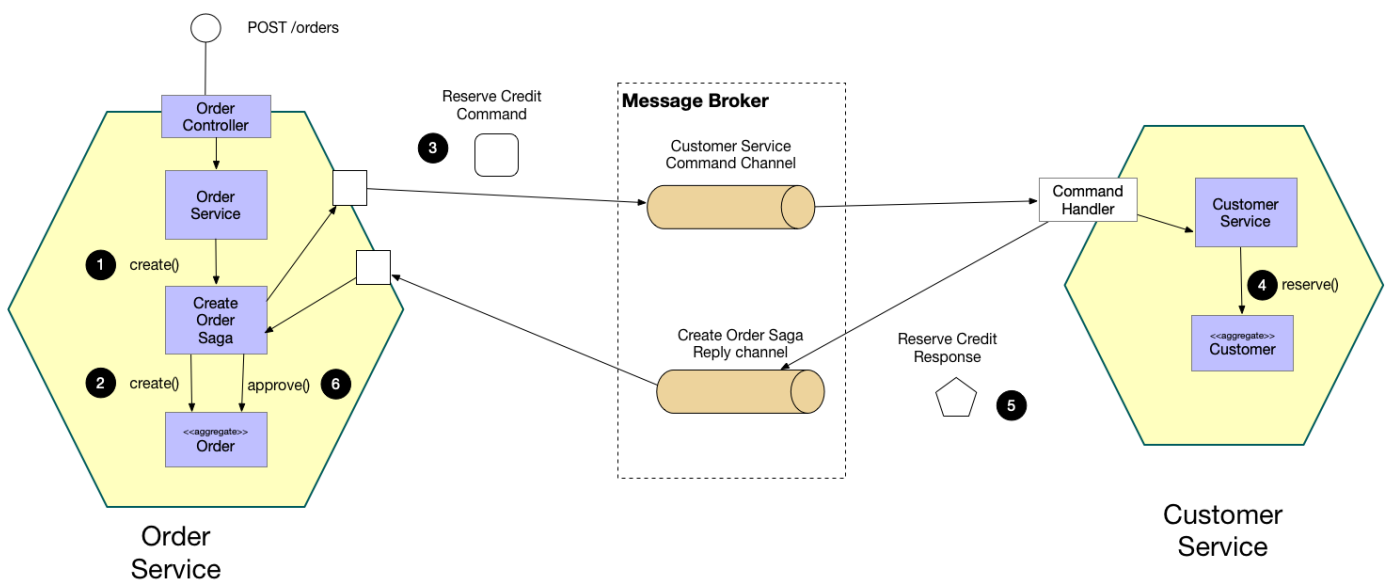 POST /orders
Order
Controller
Order
Service
1
create()
Create
Order
Saga
2
create()
approve()
6
<<aggregate>>
Order
Order
Service
Reserve Credit
Command
3
Message Broker
Customer Service
Command Channel
Create Order Saga
Reply channel
Reserve Credit
Response
5
Command
Handler
Customer
Service
4
reserve()
<<aggregate>>
Customer
Customer
Service